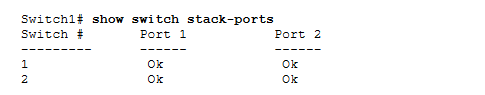 Switch1# show switch stack-ports
Switch #       Port 1           Port 2
---------      ------           ------
1               Ok               Ok
2               Ok               Ok